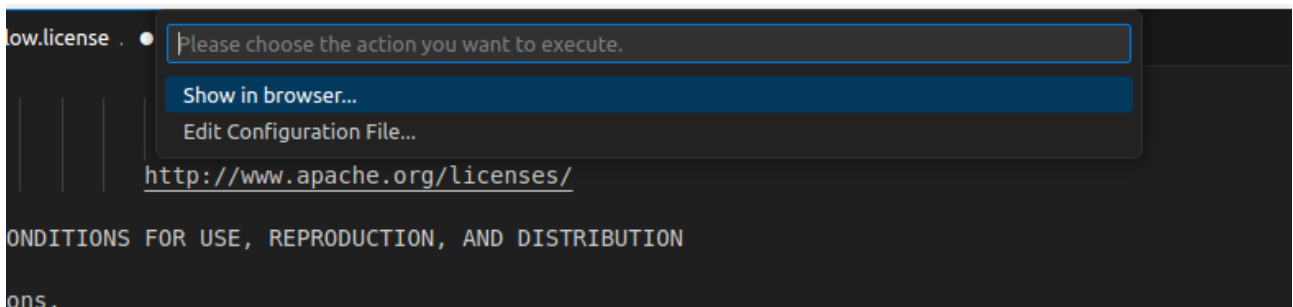 low.license . ●
Please choose the action you want to execute.
Show in browser...
Edit Configuration File...
http://www.apache.org/licenses/
ONDITIONS FOR USE, REPRODUCTION, AND DISTRIBUTION
ons.